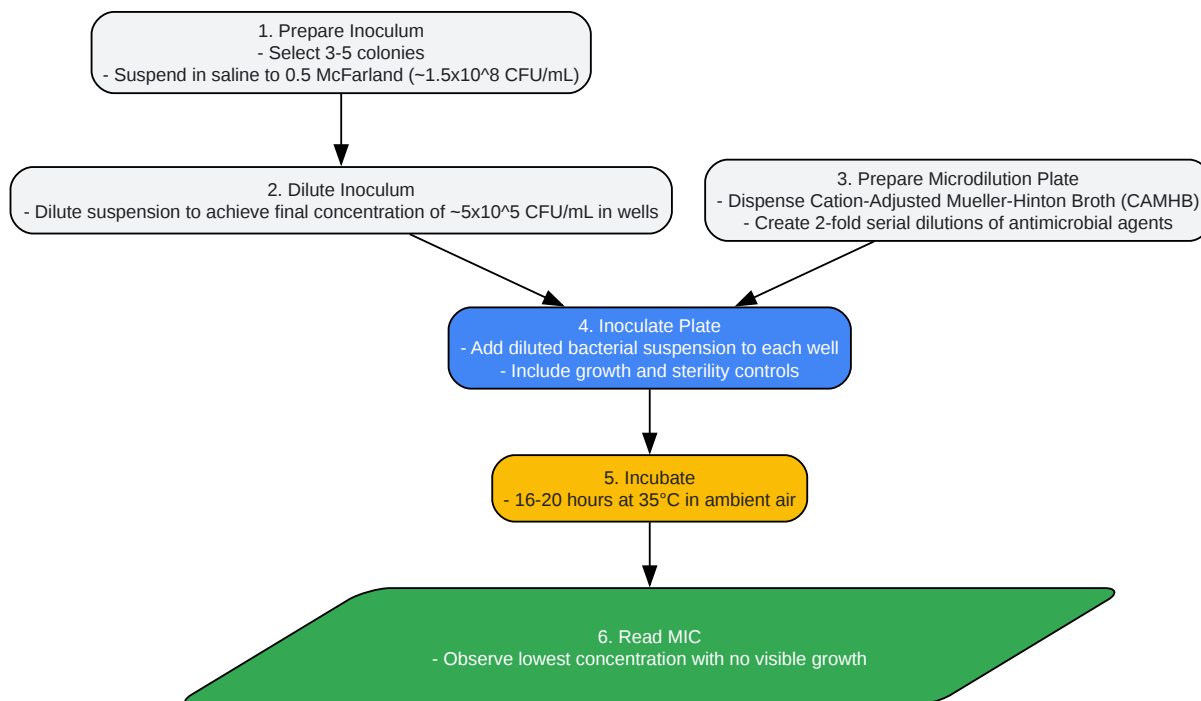 1. Prepare Inoculum
- Select 3-5 colonies
- Suspend in saline to 0.5 McFarland (~1.5x10^8 CFU/mL)
2. Dilute Inoculum
- Dilute suspension to achieve final concentration of ~5x10^5 CFU/mL in wells
3. Prepare Microdilution Plate
- Dispense Cation-Adjusted Mueller-Hinton Broth (CAMHB)
- Create 2-fold serial dilutions of antimicrobial agents
4. Inoculate Plate
- Add diluted bacterial suspension to each well
- Include growth and sterility controls
5. Incubate
- 16-20 hours at 35°C in ambient air
6. Read MIC
- Observe lowest concentration with no visible growth